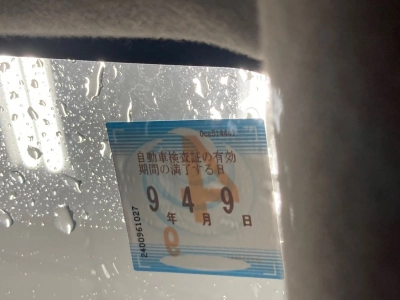 自動車検査証の有効
期間の満了する日
9 4 9
年 月 日
2400961027